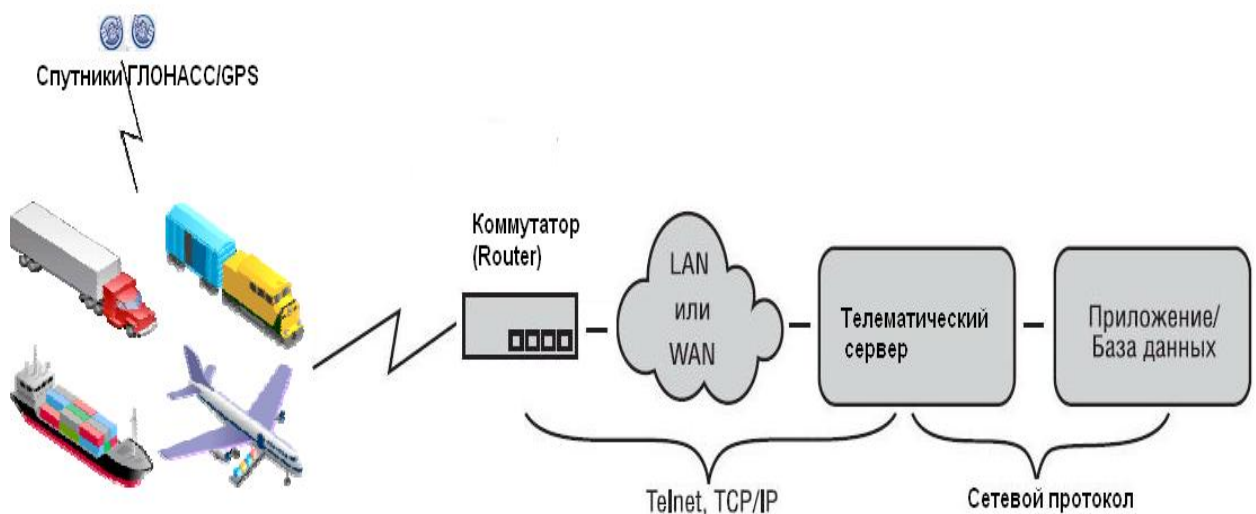 Спутники ГЛОНАСС/GPS
Коммутатор
(Router)
LAN
или
WAN
Телематический
сервер
Приложение/
База данных
Telnet, TCP/IP
Сетевой протокол